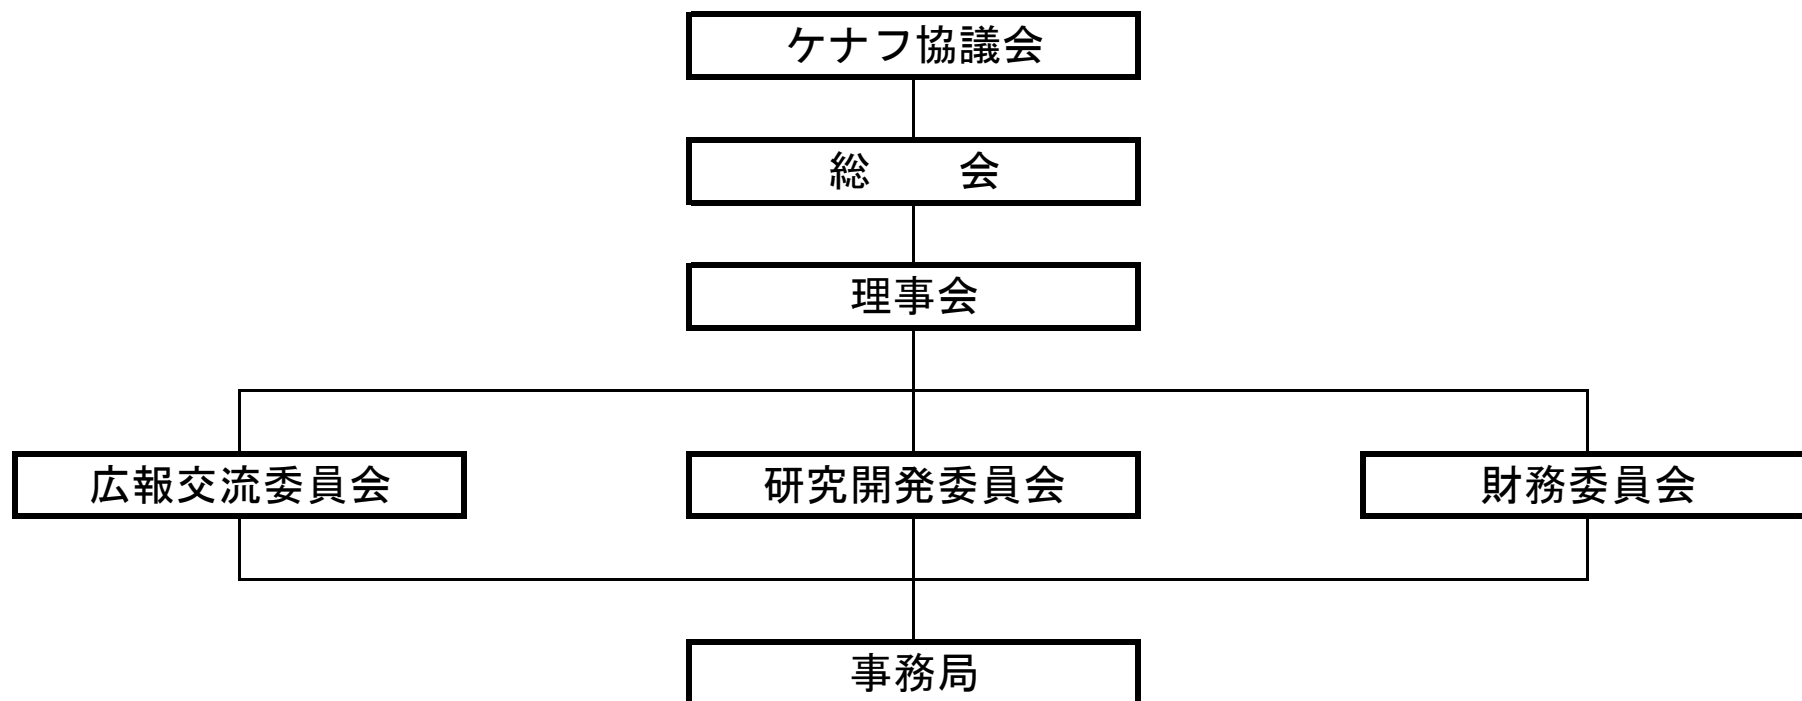 ケナフ協議会
総　　会
理事会
広報交流委員会
研究開発委員会
財務委員会
事務局